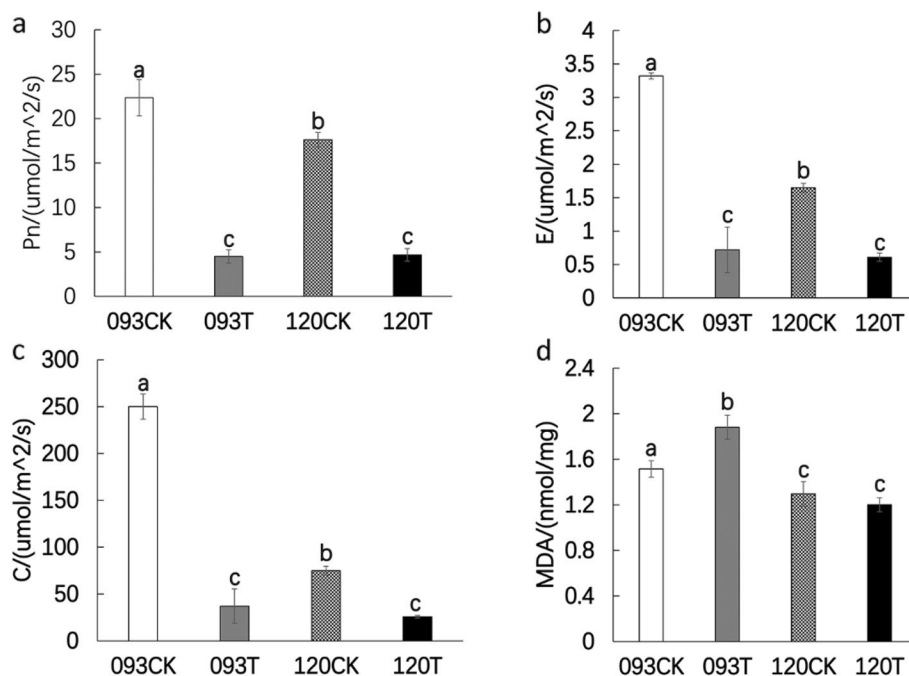 a
Pn/(umol/m^2/s)
30
25
20
15
10
5
0
a
c
b
c
093CK 093T 120CK 120T
b
E/(umol/m^2/s)
4
3.5
3
2.5
2
1.5
1
0.5
0
a
c
b
c
093CK 093T 120CK 120T
c
C/(umol/m^2/s)
300
250
200
150
100
50
0
a
c
b
c
093CK 093T 120CK 120T
d
MDA/(nmol/mg)
2.4
2
1.6
1.2
0.8
0.4
0
a
b
c
c
093CK 093T 120CK 120T